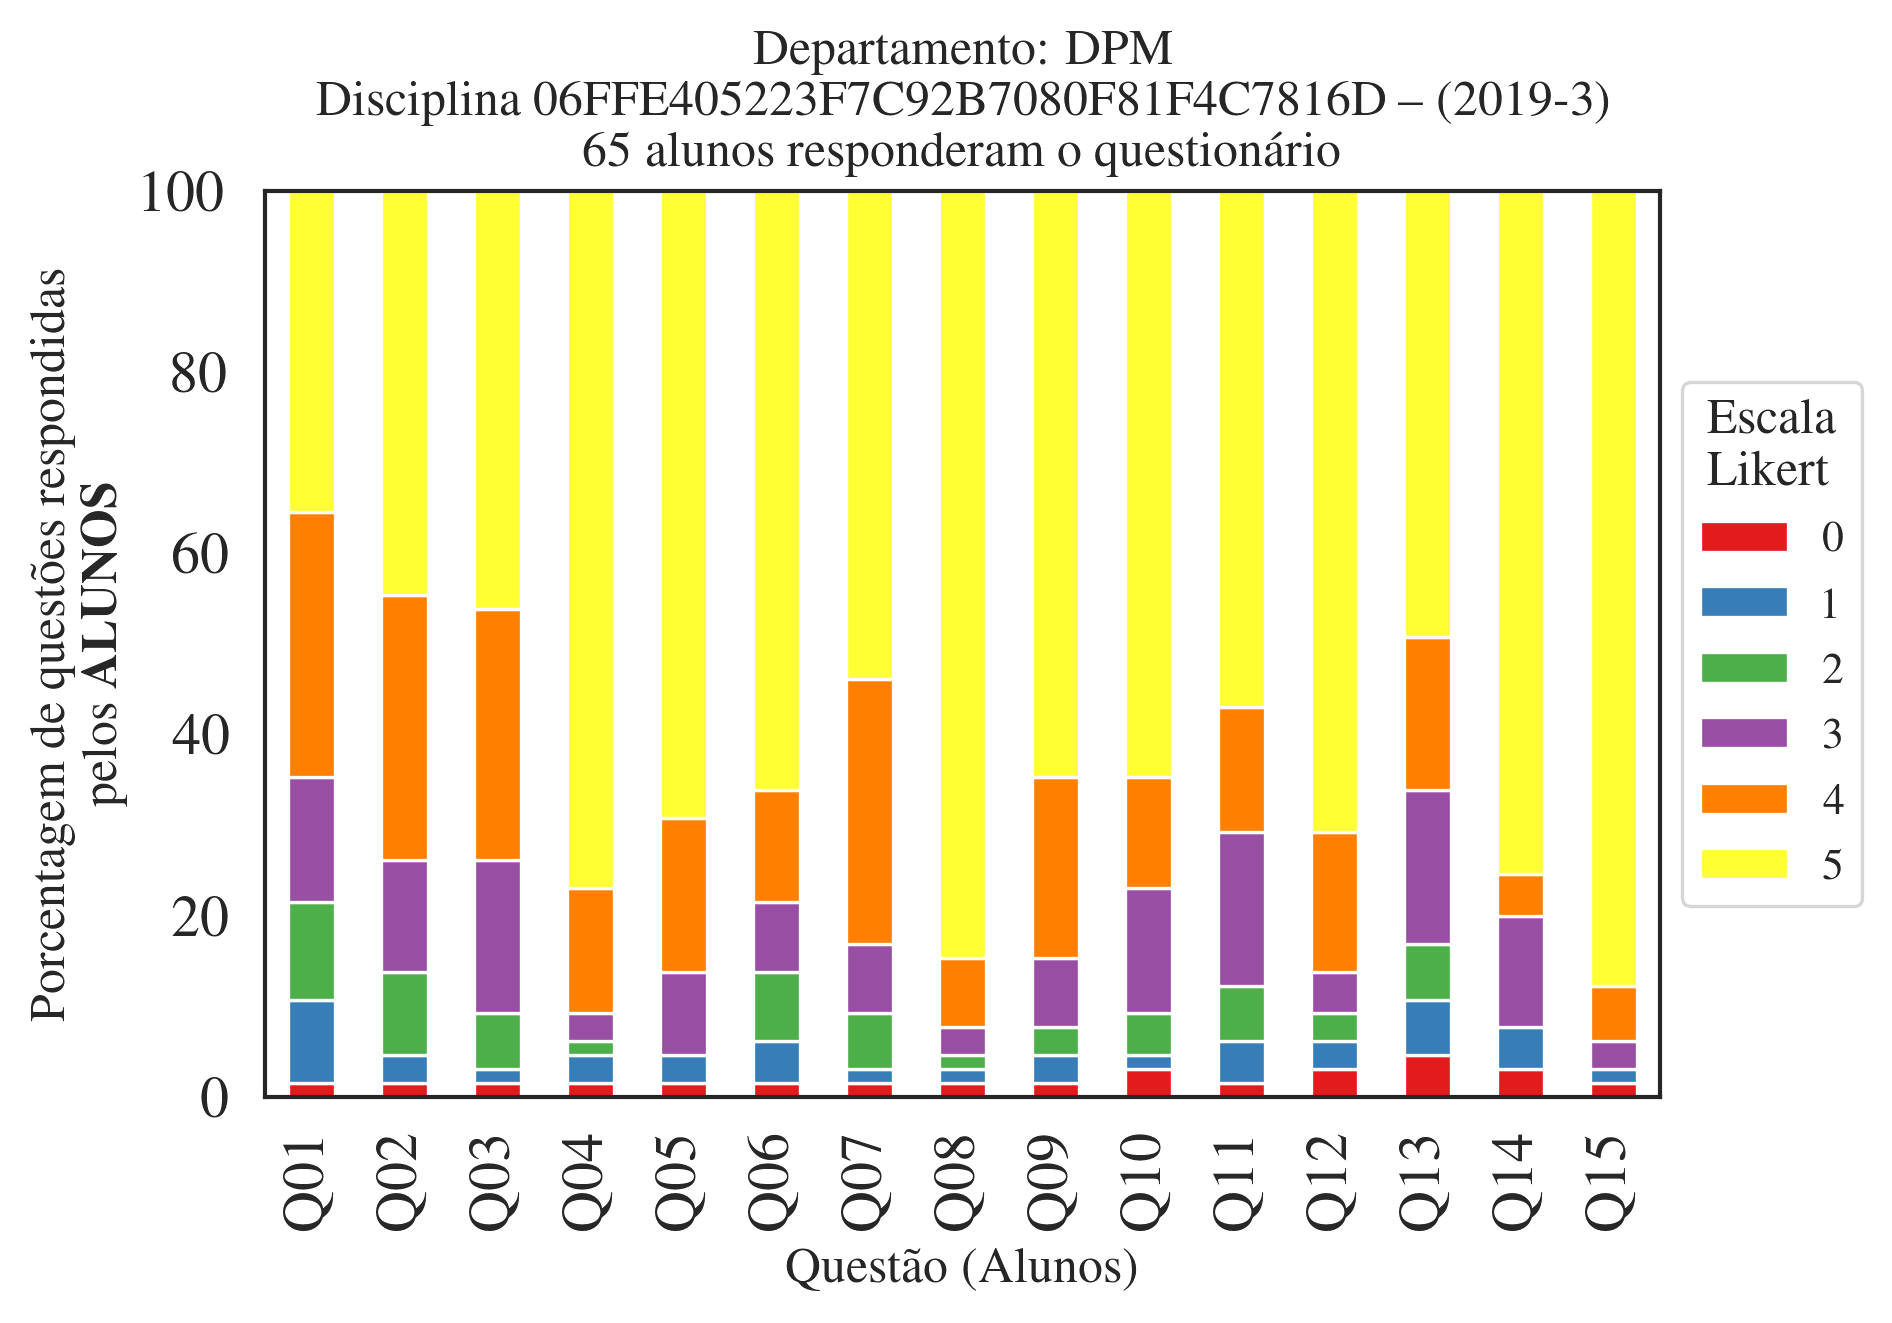 Departamento: DPM
Disciplina 06FFE405223F7C92B7080F81F4C7816D – (2019-3)
65 alunos responderam o questionário
Porcentagem de questões respondidas
pelos ALUNOS
100
80
60
40
20
0
Q01
Q02
Q03
Q04
Q05
Q06
Q07
Q08
Q09
Q10
Q11
Q12
Q13
Q14
Q15
Questão (Alunos)
Escala
Likert
0
1
2
3
4
5